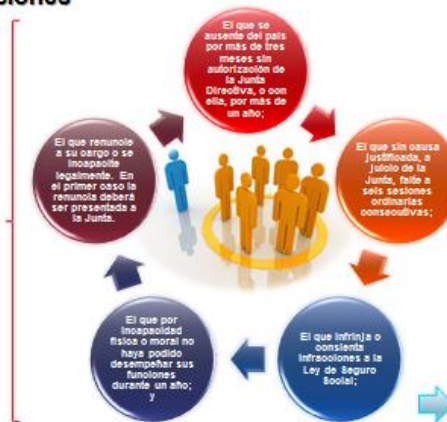 El que se
ausente del país
por más de tres
meses sin
autorización de
la Junta
Directiva, o con
ella, por más de
un año;
El que sin causa
justificada, a
juicio de la
Junta, falte a
seis sesiones
ordinarias
consecutivas;
El que infrinja o
consienta
infracciones a la
Ley de Seguro
Social;
El que por
incapacidad
física o moral no
haya podido
desempeñar sus
funciones
durante un año;
y
El que renuncie
a su cargo o se
incapacite
legalmente. En
el primer caso la
renuncia deberá
ser presentada a
la Junta.